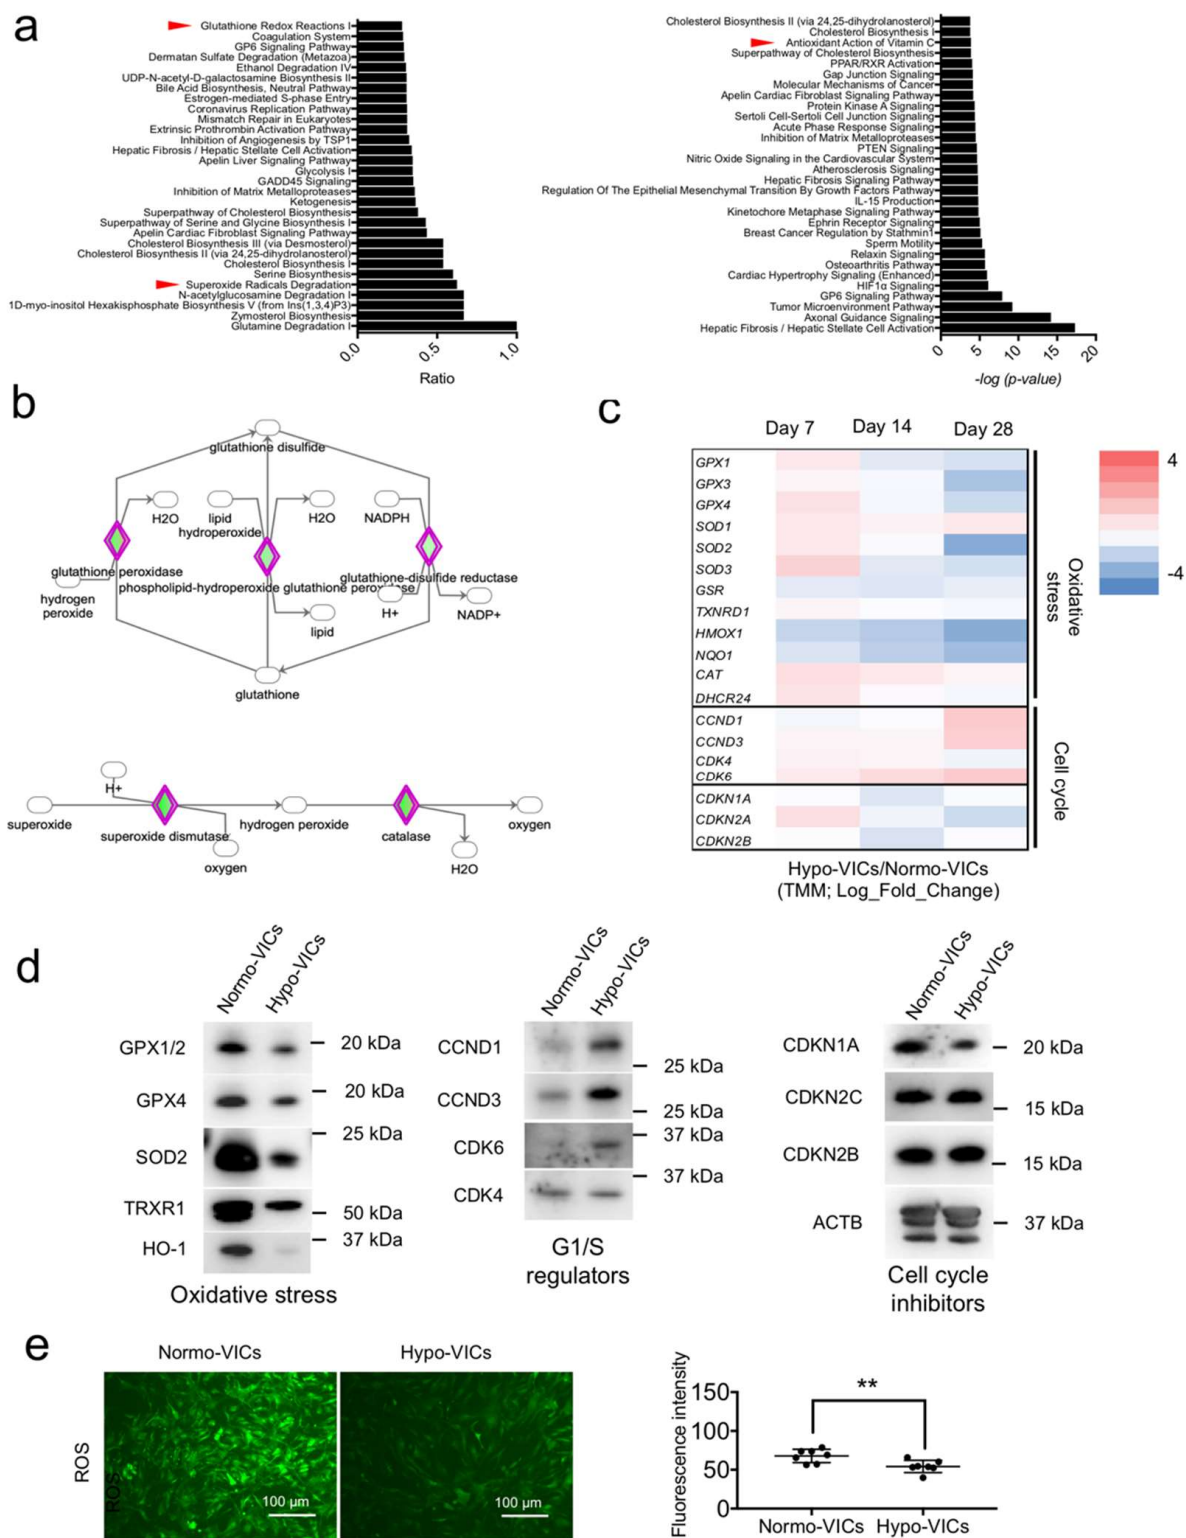 a
Glutathione Redox Reactions I
Coagulation System
GP6 Signaling Pathway
Dermatan Sulfate Degradation (Metazoa)
Ethanol Degradation IV
UDP-N-acetyl-D-galactosamine Biosynthesis II
Bile Acid Biosynthesis, Neutral Pathway
Estrogen-mediated S-phase Entry
Coronavirus Replication Pathway
Mismatch Repair in Eukaryotes
Extrinsic Prothrombin Activation Pathway
Inhibition of Angiogenesis by TSP1
Hepatic Fibrosis / Hepatic Stellate Cell Activation
Apelin Liver Signaling Pathway
Glycolysis I
GADD45 Signaling
Inhibition of Matrix Metalloproteases
Ketogenesis
Superpathway of Cholesterol Biosynthesis
Superpathway of Serine and Glycine Biosynthesis I
Apelin Cardiac Fibroblast Signaling Pathway
Cholesterol Biosynthesis III (via Desmosterol)
Cholesterol Biosynthesis II (via 24,25-dihydrolanosterol)
Cholesterol Biosynthesis I
Serine Biosynthesis
Superoxide Radicals Degradation
N-acetylglucosamine Degradation I
1D-myo-inositol Hexakisphosphate Biosynthesis V (from Ins(1,3,4)P3)
Zymosterol Biosynthesis
Glutamine Degradation I
0.0 0.5 1.0
Ratio
Cholesterol Biosynthesis II (via 24,25-dihydrolanosterol)
Cholesterol Biosynthesis I
Antioxidant Action of Vitamin C
Superpathway of Cholesterol Biosynthesis
PPAR/RXR Activation
Gap Junction Signaling
Molecular Mechanisms of Cancer
Apelin Cardiac Fibroblast Signaling Pathway
Protein Kinase A Signaling
Sertoli Cell-Sertoli Cell Junction Signaling
Acute Phase Response Signaling
Inhibition of Matrix Metalloproteases
PTEN Signaling
Nitric Oxide Signaling in the Cardiovascular System
Atherosclerosis Signaling
Hepatic Fibrosis Signaling Pathway
Regulation Of The Epithelial Mesenchymal Transition By Growth Factors Pathway
IL-15 Production
Kinetochore Metaphase Signaling Pathway
Ephrin Receptor Signaling
Breast Cancer Regulation by Stathmin1
Sperm Motility
Relaxin Signaling
Osteoarthritis Pathway
Cardiac Hypertrophy Signaling (Enhanced)
HIF1α Signaling
GP6 Signaling Pathway
Tumor Microenvironment Pathway
Axonal Guidance Signaling
Hepatic Fibrosis / Hepatic Stellate Cell Activation
0 5 10 15 20
-log (p-value)
b
glutathione disulfide
H2O
lipid
hydroperoxide
H2O
NADPH
glutathione peroxidase
phospholipid-hydroperoxide glutathione peroxidase
glutathione-disulfide reductase
hydrogen
peroxide
lipid
H+
NADP+
glutathione
H+
superoxide
superoxide dismutase
hydrogen peroxide
catalase
oxygen
oxygen
H2O
c
Day 7 Day 14 Day 28
GPX1
GPX3
GPX4
SOD1
SOD2
SOD3
GSR
TXNRD1
HMOX1
NQO1
CAT
DHCR24
CCND1
CCND3
CDK4
CDK6
CDKN1A
CDKN2A
CDKN2B
Oxidative
stress
Cell cycle
4
-4
Hypo-VICs/Normo-VICs
(TMM; Log_Fold_Change)
d
Normo-VICs Hypo-VICs
GPX1/2 20 kDa
GPX4 20 kDa
25 kDa
SOD2
TRXR1 50 kDa
37 kDa
HO-1
Oxidative stress
Normo-VICs Hypo-VICs
CCND1
25 kDa
CCND3
25 kDa
37 kDa
CDK6
37 kDa
CDK4
G1/S
regulators
Normo-VICs Hypo-VICs
CDKN1A 20 kDa
CDKN2C
15 kDa
CDKN2B
15 kDa
ACTB 37 kDa
Cell cycle
inhibitors
e
Normo-VICs Hypo-VICs
ROS
ROS
100 μm
100 μm
Fluorescence intensity
150
100
50
0
**
Normo-VICs Hypo-VICs